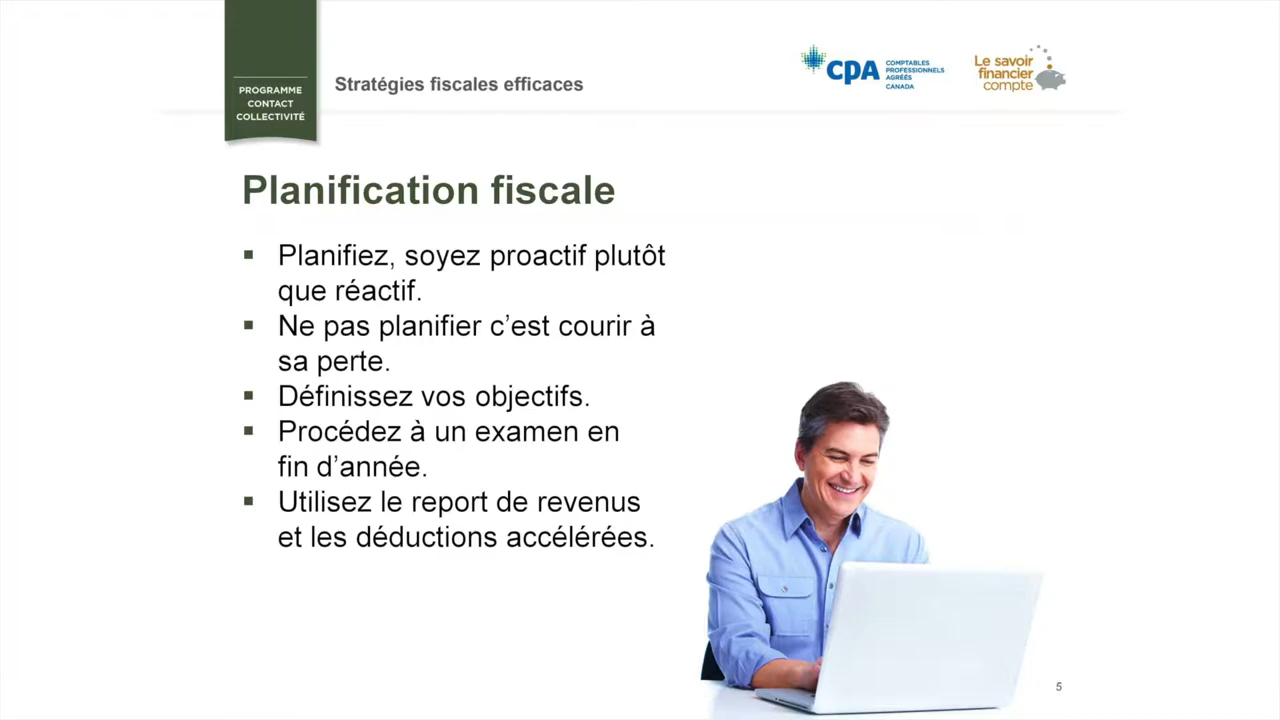 PROGRAMME
CONTACT
COLLECTIVITÉ
Stratégies fiscales efficaces
CPA
COMPTABLES
PROFESSIONNELS
AGRÉÉS
CANADA
Le savoir
financier
compte
Planification fiscale
▪ Planifiez, soyez proactif plutôt
que réactif.
▪ Ne pas planifier c’est courir à
sa perte.
▪ Définissez vos objectifs.
▪ Procédez à un examen en
fin d’année.
▪ Utilisez le report de revenus
et les déductions accélérées.
5